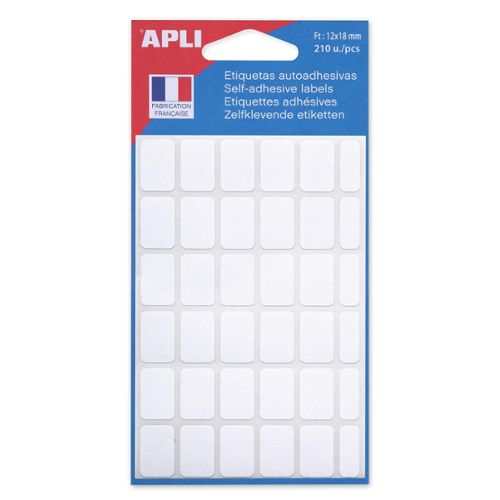 APLI
Ft : 12x18 mm
210 u./pcs
Etiquetas autoadhesivas
Self-adhesive labels
Etiquettes adhésives
Zelfklevende etiketten
FABRICATION
FRANÇAISE